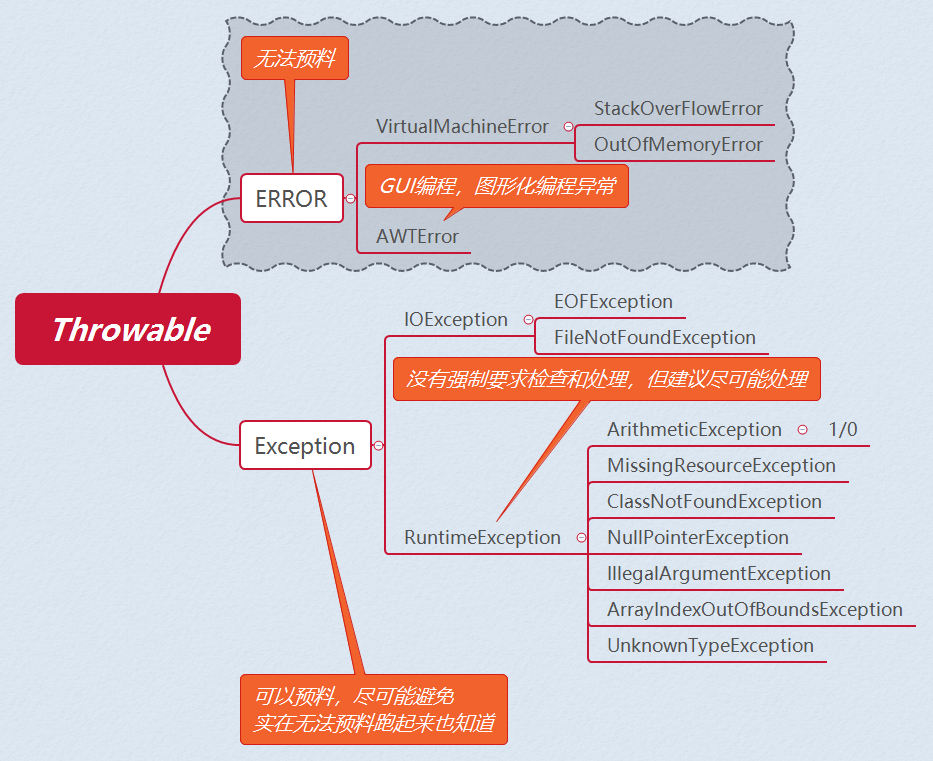 无法预料
VirtualMachineError
StackOverFlowError
OutOfMemoryError
ERROR
GUI编程，图形化编程异常
AWTError
Throwable
IOException
EOFException
FileNotFoundException
没有强制要求检查和处理，但建议尽可能处理
Exception
ArithmeticException
1/0
MissingResourceException
ClassNotFoundException
RuntimeException
NullPointerException
IllegalArgumentException
ArrayIndexOutOfBoundsException
UnknownTypeException
可以预料，尽可能避免
实在无法预料跑起来也知道